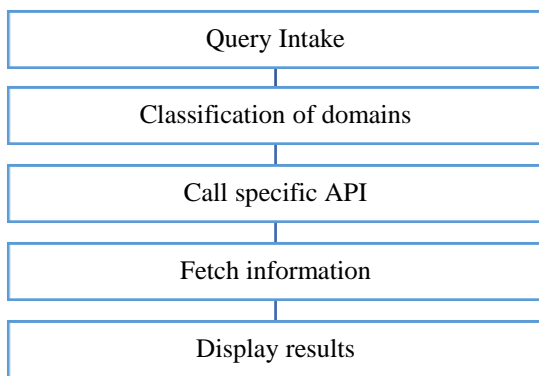 Query Intake
Classification of domains
Call specific API
Fetch information
Display results